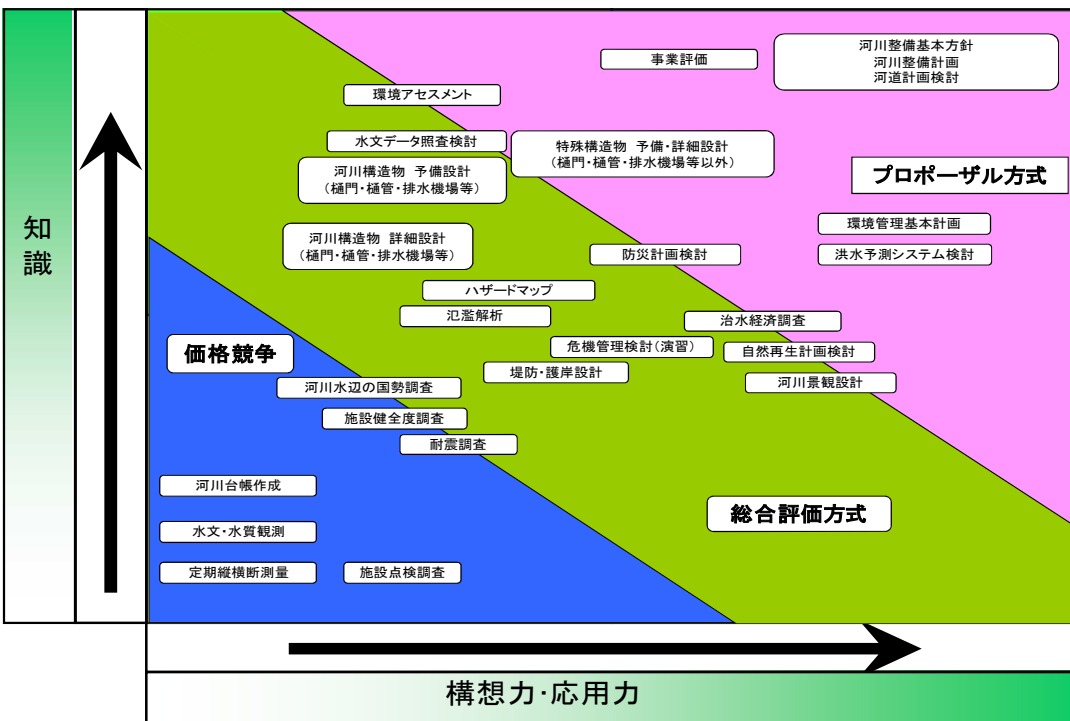 知識
事業評価
河川整備基本方針
河川整備計画
河道計画検討
環境アセスメント
水文データ照査検討
特殊構造物 予備・詳細設計
(樋門・樋管・排水機場等以外)
河川構造物 予備設計
(樋門・樋管・排水機場等)
プロポーザル方式
環境管理基本計画
河川構造物 詳細設計
(樋門・樋管・排水機場等)
防災計画検討
洪水予測システム検討
ハザードマップ
氾濫解析
治水経済調査
価格競争
危機管理検討(演習)
自然再生計画検討
堤防・護岸設計
河川景観設計
河川水辺の国勢調査
施設健全度調査
耐震調査
河川台帳作成
総合評価方式
水文・水質観測
定期縦横断測量
施設点検調査
構想力・応用力